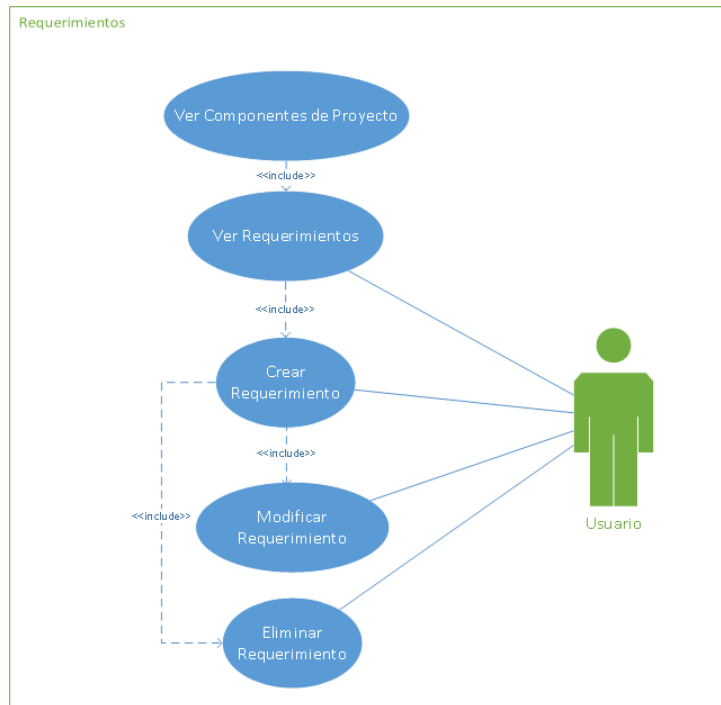 Requerimientos
Ver Componentes de Proyecto
<<include>>
Ver Requerimientos
<<include>>
Crear
Requerimiento
<<include>>
Modificar
Requerimiento
<<include>>
Usuario
Eliminar
Requerimiento